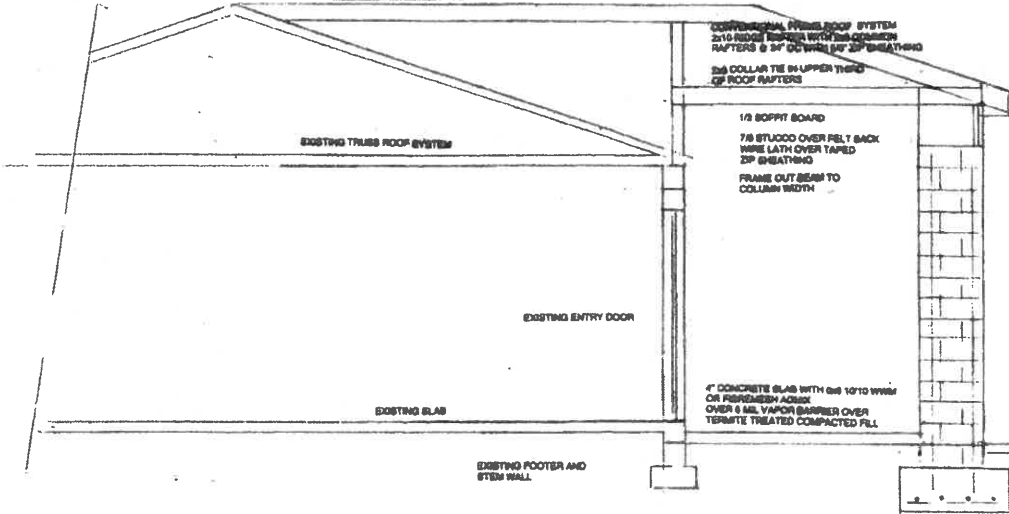 CONVENTIONAL FRAME ROOF SYSTEM
2x10 RIDGE RAFTER WITH 2x8 COMMON
RAFTERS @ 24" OC WITH 5/8" ZIP SHEATHING
2x6 COLLAR TIE IN UPPER THIRD
OF ROOF RAFTERS
1/2 SOFFIT BOARD
EXISTING TRUSS ROOF SYSTEM
7/8 STUCCO OVER FELT BACK
WIRE LATH OVER TAPED
ZIP SHEATHING
FRAME OUT BEAM TO
COLUMN WIDTH
EXISTING ENTRY DOOR
4" CONCRETE SLAB WITH 6x6 10*10 WWM
OR FIBREMESH ADMIX
OVER 6 MIL VAPOR BARRIER OVER
TERMITE TREATED COMPACTED FILL
EXISTING SLAB
EXISTING FOOTER AND
STEM WALL